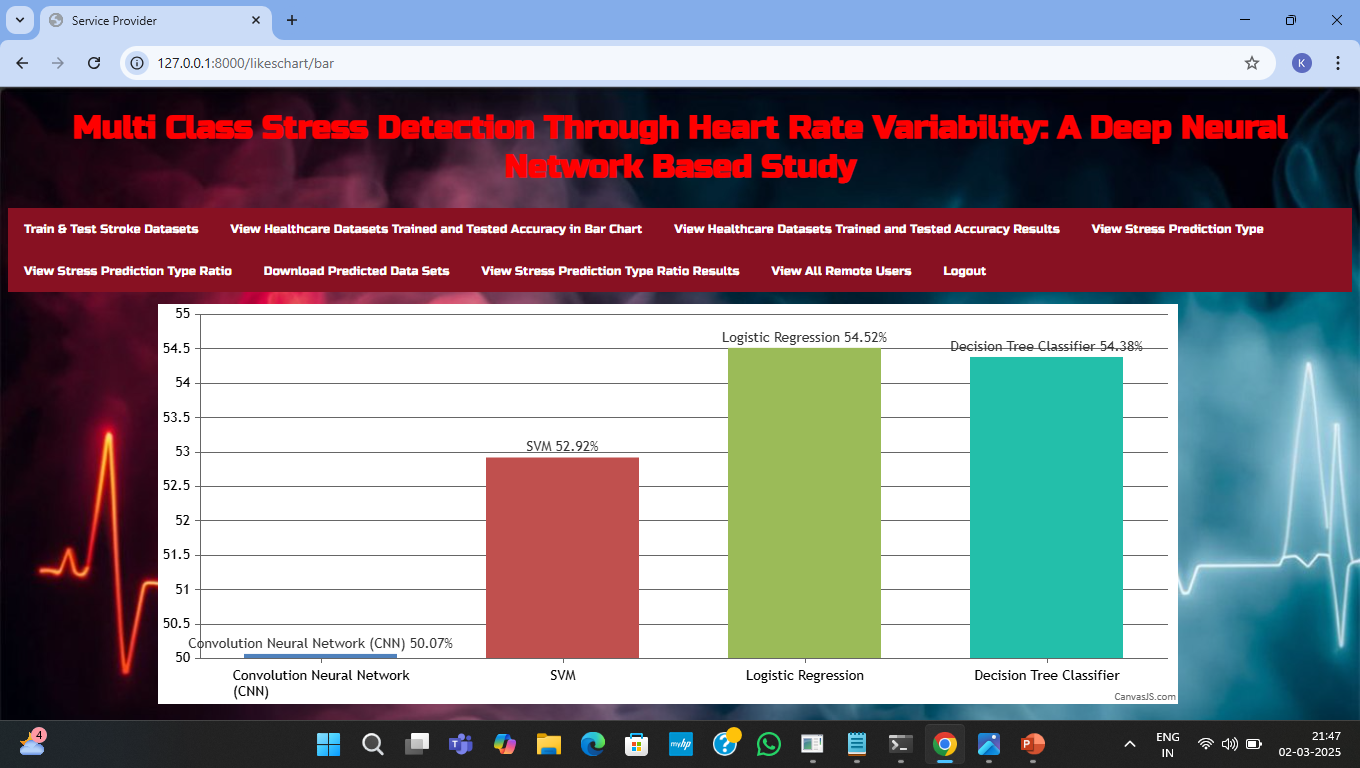 Service Provider
127.0.0.1:8000/likeschart/bar
K
Multi Class Stress Detection Through Heart Rate Variability: A Deep Neural
Network Based Study
Train & Test Stroke Datasets
View Healthcare Datasets Trained and Tested Accuracy in Bar Chart
View Healthcare Datasets Trained and Tested Accuracy Results
View Stress Prediction Type
View Stress Prediction Type Ratio
Download Predicted Data Sets
View Stress Prediction Type Ratio Results
View All Remote Users
Logout
55
54.5
54
53.5
53
52.5
52
51.5
51
50.5
50
Convolution Neural Network (CNN) 50.07%
SVM 52.92%
Logistic Regression 54.52%
Decision Tree Classifier 54.38%
Convolution Neural Network
(CNN)
SVM
Logistic Regression
Decision Tree Classifier
CanvasJS.com
4
myhp
ENG
IN
21:47
02-03-2025